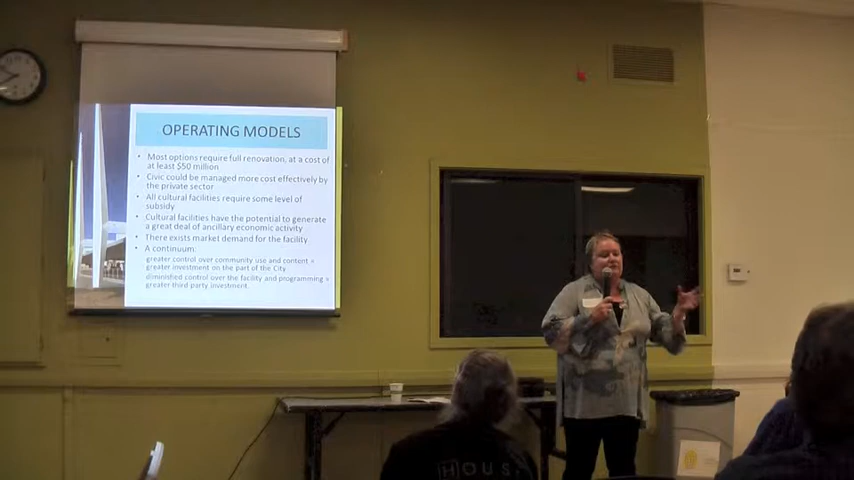 OPERATING MODELS
• Most options require full renovation, at a cost of
at least $50 million
• Civic could be managed more cost effectively by
the private sector
• All cultural facilities require some level of
subsidy
• Cultural facilities have the potential to generate
a great deal of ancillary economic activity
• There exists market demand for the facility
• A continuum:
greater control over community use and content =
greater investment on the part of the City
diminished control over the facility and programming =
greater third party investment.
HOUS